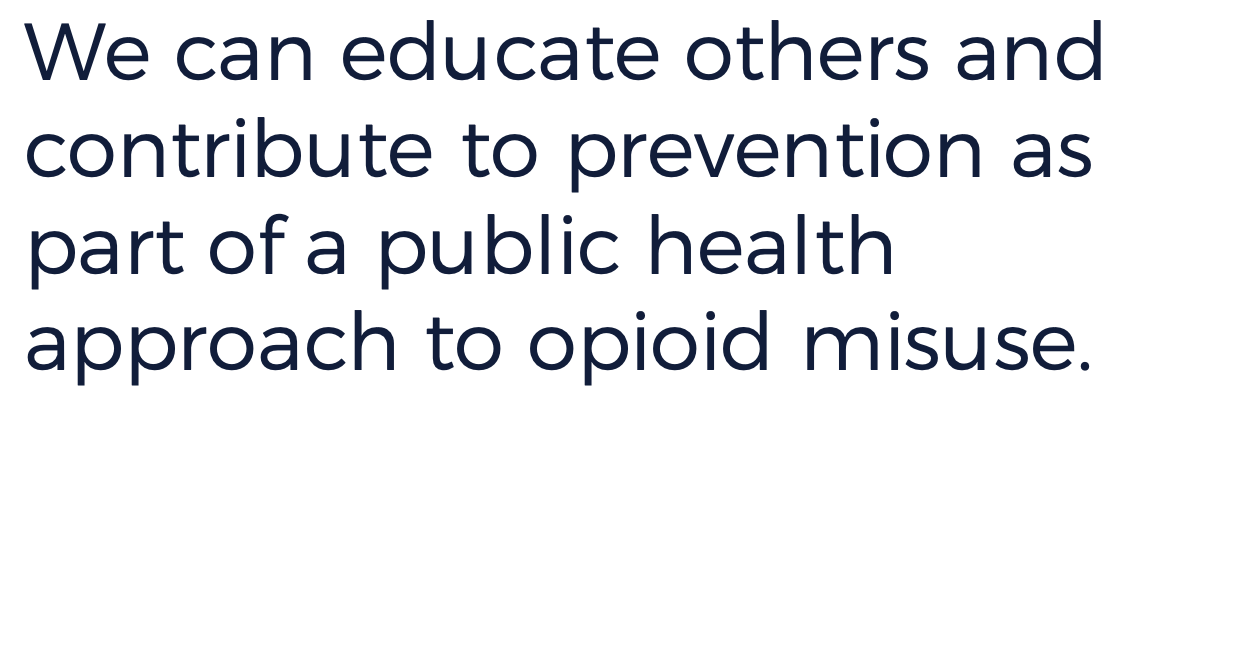 We can educate others and
contribute to prevention as
part of a public health
approach to opioid misuse.